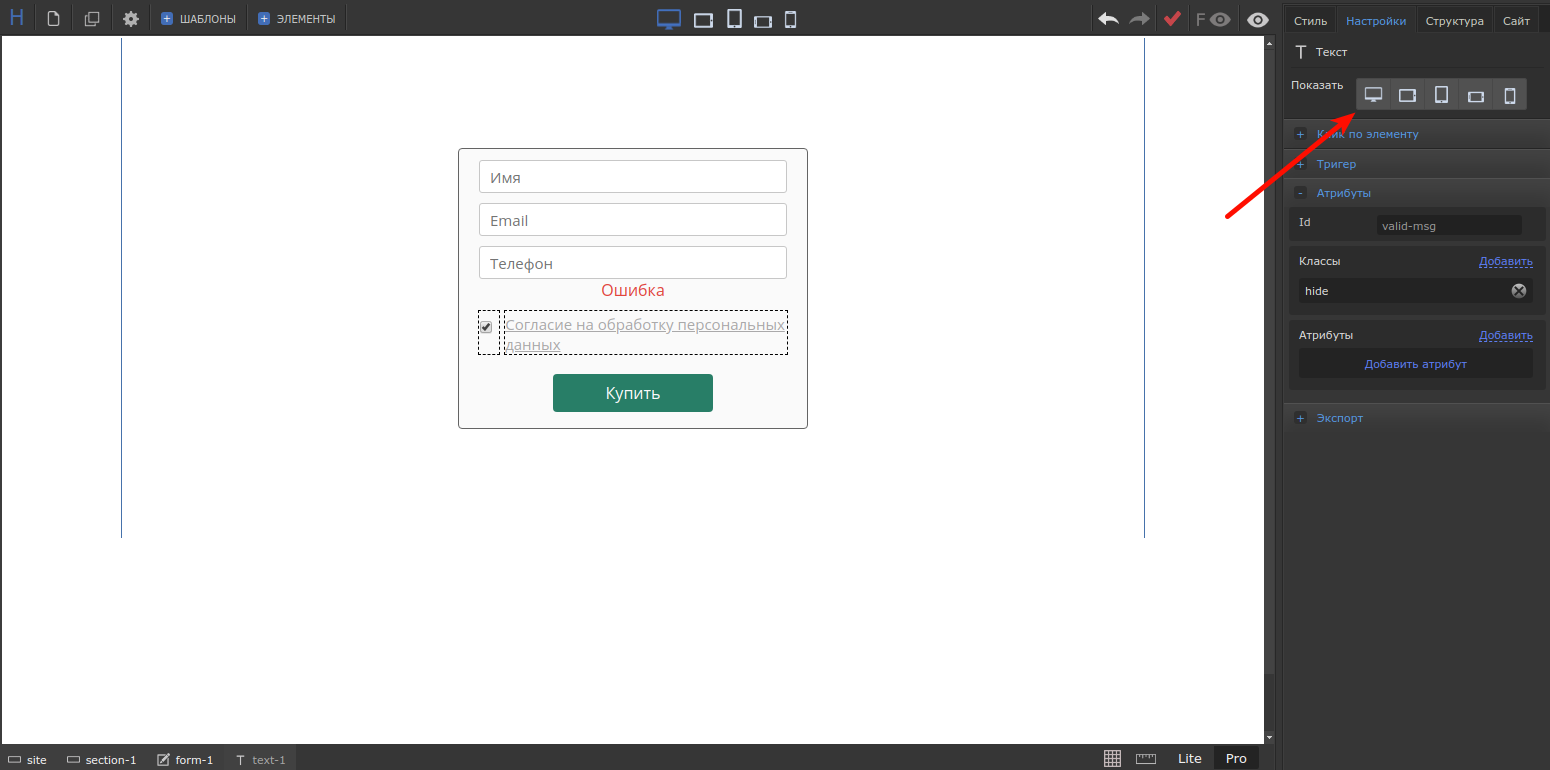 H ШАБЛОНЫ ЭЛЕМЕНТЫ F
Стиль Настройки Структура Сайт
Текст
Показать
Клик по элементу
Тригер
Атрибуты
Id valid-msg
Классы Добавить
hide
Атрибуты Добавить
Добавить атрибут
Экспорт
Имя
Email
Телефон
Ошибка
Согласие на обработку персональных
данных
Купить
site section-1 form-1 text-1 Lite Pro